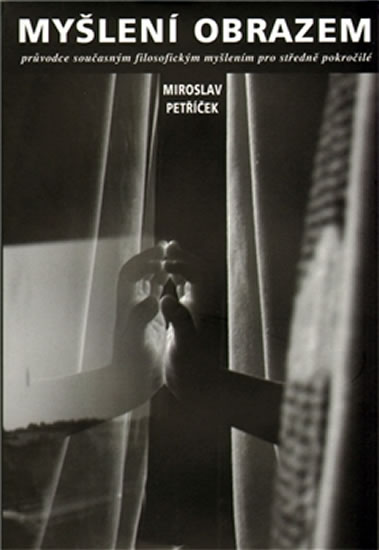 MYŠLENÍ OBRAZEM
průvodce současným filosofickým myšlením pro středně pokročilé
MIROSLAV
PETŘÍČEK